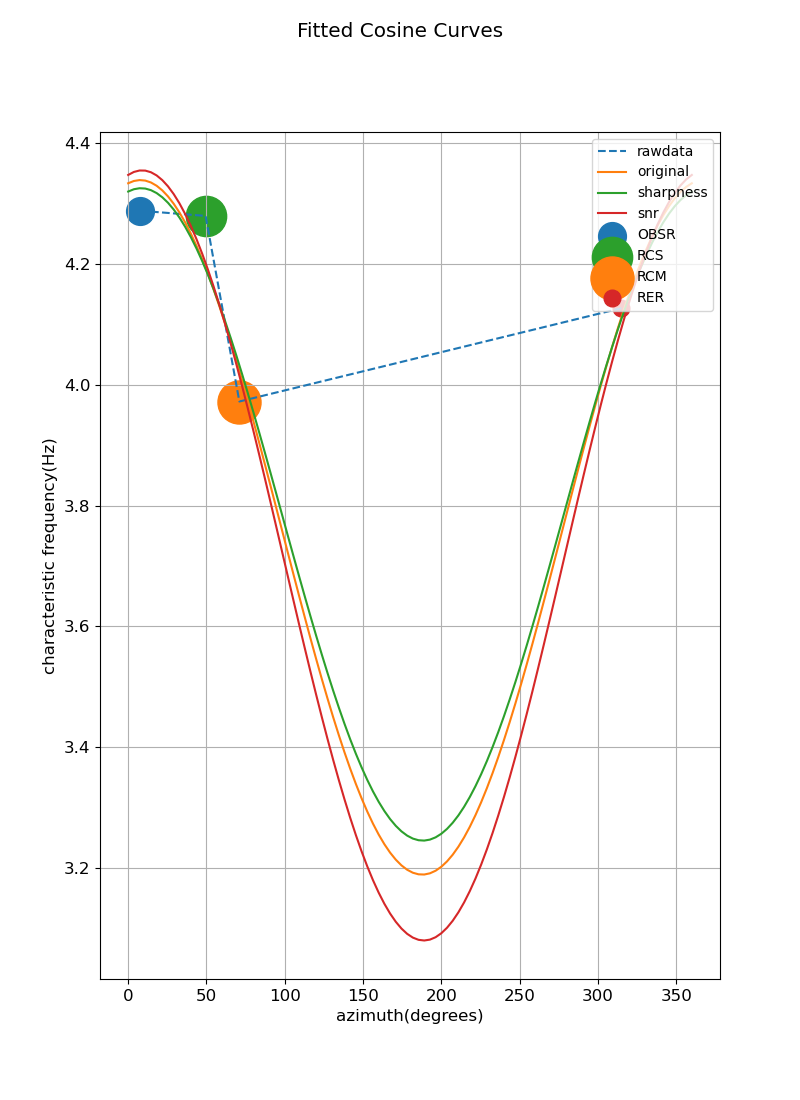 Fitted Cosine Curves
4.4
4.2
4.0
3.8
3.6
3.4
3.2
characteristic frequency(Hz)
rawdata
original
sharpness
snr
OBSR
RCS
RCM
RER
0 50 100 150 200 250 300 350
azimuth(degrees)